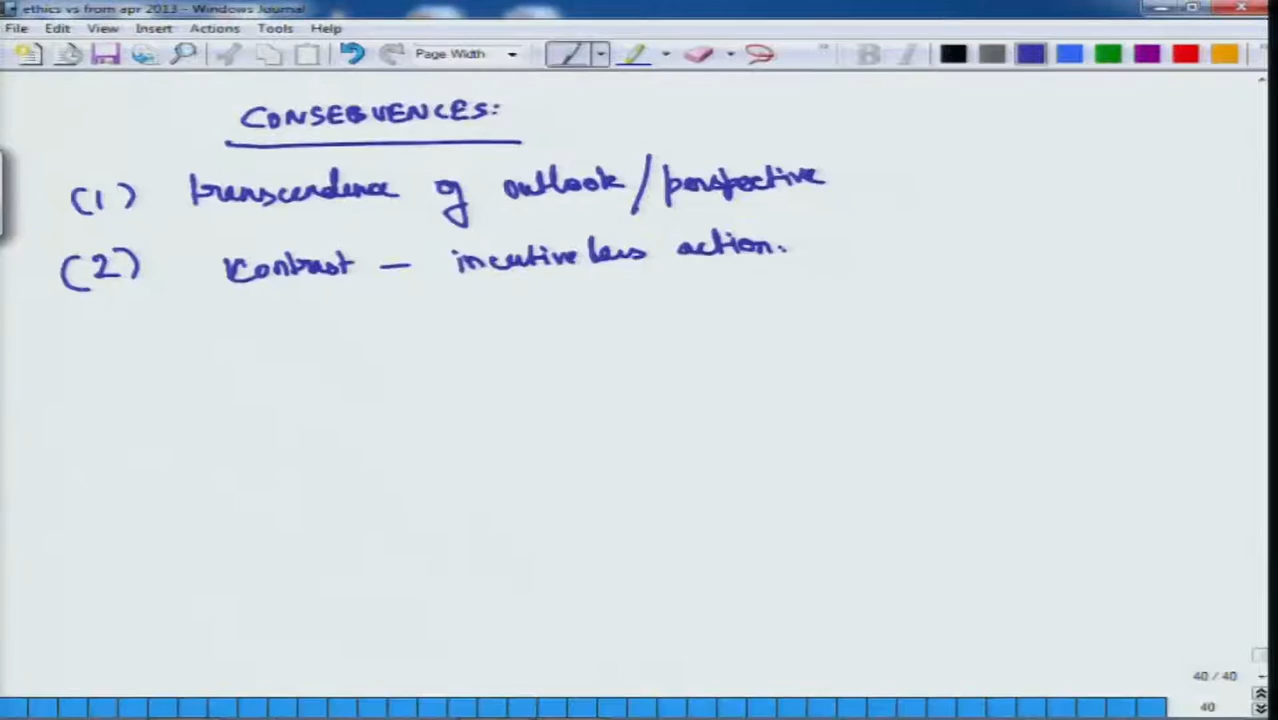 ethics vs from apr 2013 - Windows Journal
File Edit View Insert Actions Tools Help
Page Width B I
CONSEQUENCES:
(1) transcendence of outlook/perspective
(2) Contrast - incentiveless action.
40 / 40
40